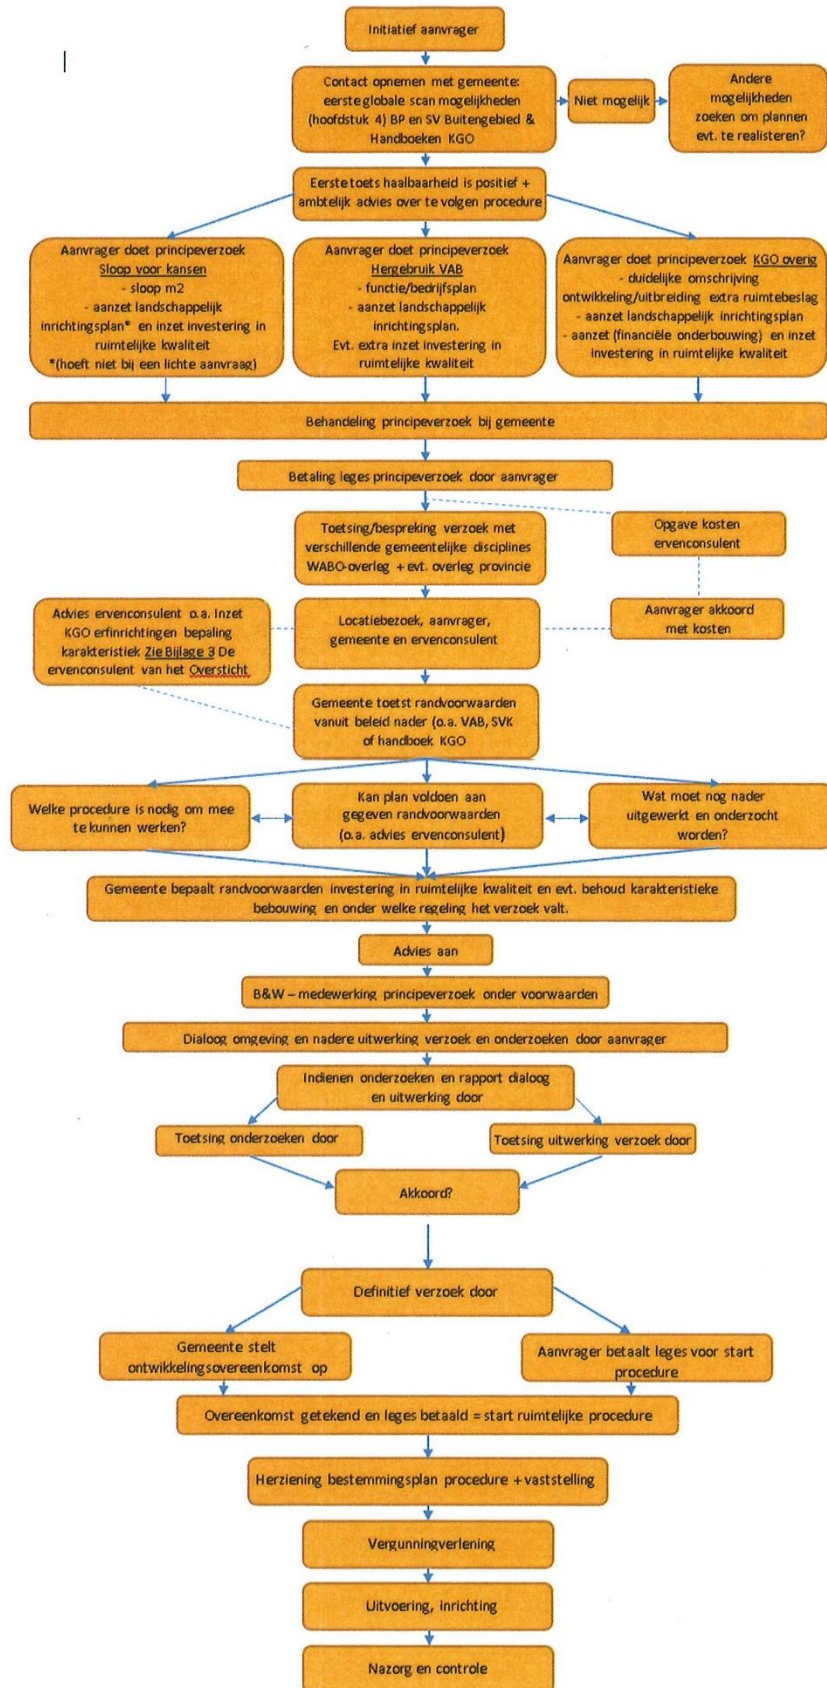 Initiatief aanvrager
Contact opnemen met gemeente:
eerste globale scan mogelijkheden
(hoofdstuk 4) BP en SV Buitengebied &
Handboeken KGO
Niet mogelijk
Andere
mogelijkheden
zoeken om plannen
evt. te realisteren?
Eerste toets haalbaarheid is positief +
ambtelijk advies over te volgen procedure
Aanvrager doet principeverzoek
Sloop voor kansen
- sloop m2
- aanzet landschappelijk
inrichtingsplan* en inzet investering in
ruimtelijke kwaliteit
*(hoeft niet bij een lichte aanvraag)
Aanvrager doet principeverzoek
Hergebruik VAB
- functie/bedrijfsplan
- aanzet landschappelijk
inrichtingsplan.
Evt. extra inzet investering in
ruimtelijke kwaliteit
Aanvrager doet principeverzoek KGO overig
- duidelijke omschrijving
ontwikkeling/uitbreiding extra ruimtebeslag
- aanzet landschappelijk inrichtingsplan
- aanzet (financiële onderbouwing) en inzet
investering in ruimtelijke kwaliteit
Behandeling principeverzoek bij gemeente
Betaling leges principeverzoek door aanvrager
Toetsing/bespreking verzoek met
verschillende gemeentelijke disciplines
WABO-overleg + evt. overleg provincie
Opgave kosten
ervenconsulent
Advies ervenconsulent o.a. Inzet
KGO erfinrichtingen bepaling
karakteristiek Zie Bijlage 3 De
ervenconsulent van het Oversticht
Locatiebezoek, aanvrager,
gemeente en ervenconsulent
Aanvrager akkoord
met kosten
Gemeente toetst randvoorwaarden
vanuit beleid nader (o.a. VAB, SVK
of handboek KGO
Welke procedure is nodig om mee
te kunnen werken?
Kan plan voldoen aan
gegeven randvoorwaarden
(o.a. advies ervenconsulent)
Wat moet nog nader
uitgewerkt en onderzocht
worden?
Gemeente bepaalt randvoorwaarden investering in ruimtelijke kwaliteit en evt. behoud karakteristieke
bebouwing en onder welke regeling het verzoek valt.
Advies aan
B&W – medewerking principeverzoek onder voorwaarden
Dialoog omgeving en nadere uitwerking verzoek en onderzoeken door aanvrager
Indienen onderzoeken en rapport dialoog
en uitwerking door
Toetsing onderzoeken door
Toetsing uitwerking verzoek door
Akkoord?
Definitief verzoek door
Gemeente stelt
ontwikkelingsovereenkomst op
Aanvrager betaalt leges voor start
procedure
Overeenkomst getekend en leges betaald = start ruimtelijke procedure
Herziening bestemmingsplan procedure + vaststelling
Vergunningverlening
Uitvoering, inrichting
Nazorg en controle